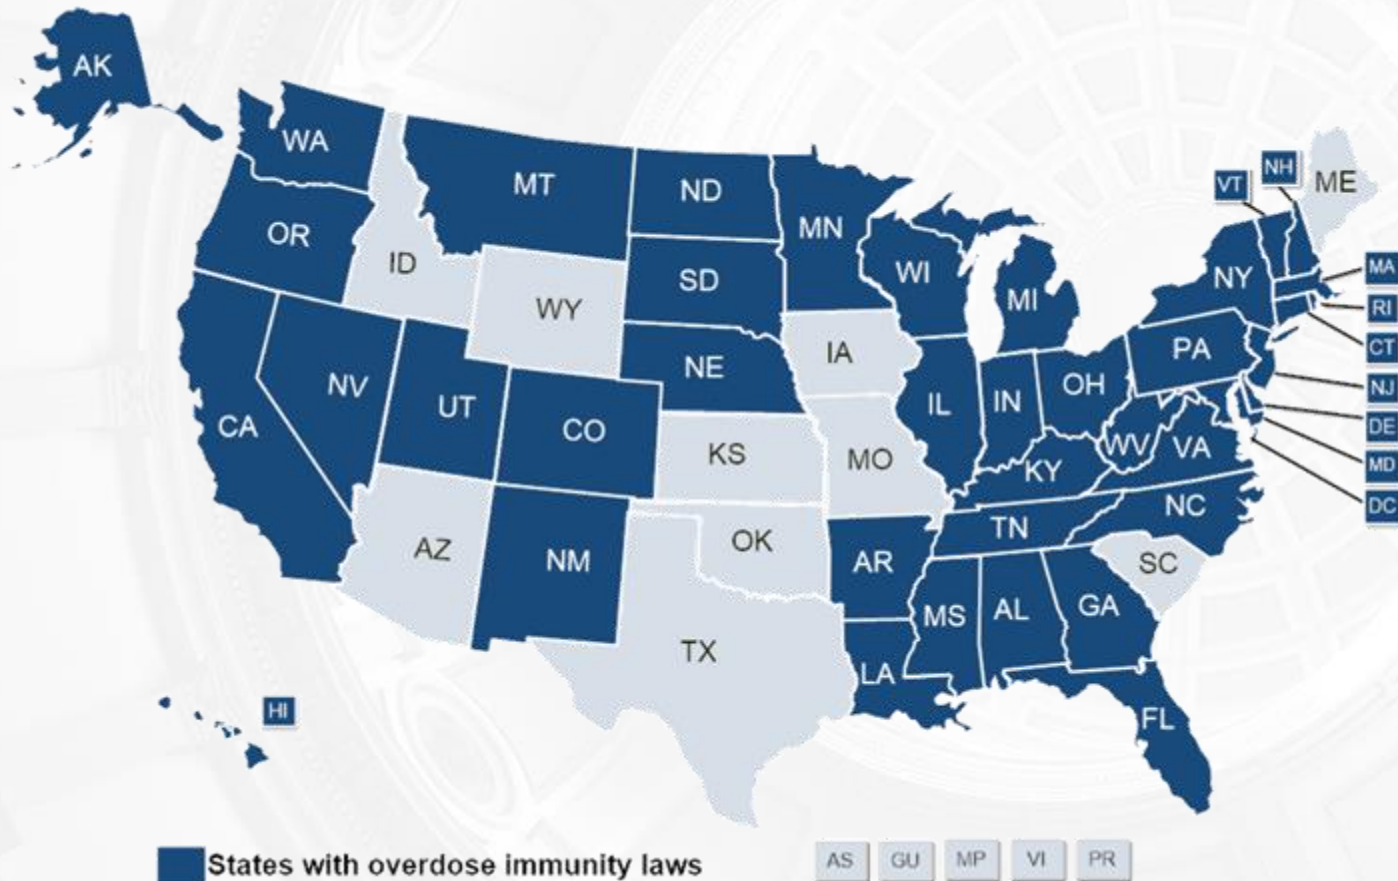 AK
WA
MT
ND
MN
VT
NH
ME
OR
ID
SD
WI
MI
NY
MA
WY
RI
IA
NE
PA
CT
NV
UT
CO
IL
IN
OH
NJ
CA
DE
KS
MO
KY
WV
VA
MD
DC
AZ
NM
OK
TN
NC
AR
SC
MS
AL
GA
TX
LA
HI
FL
States with overdose immunity laws
AS GU MP VI PR